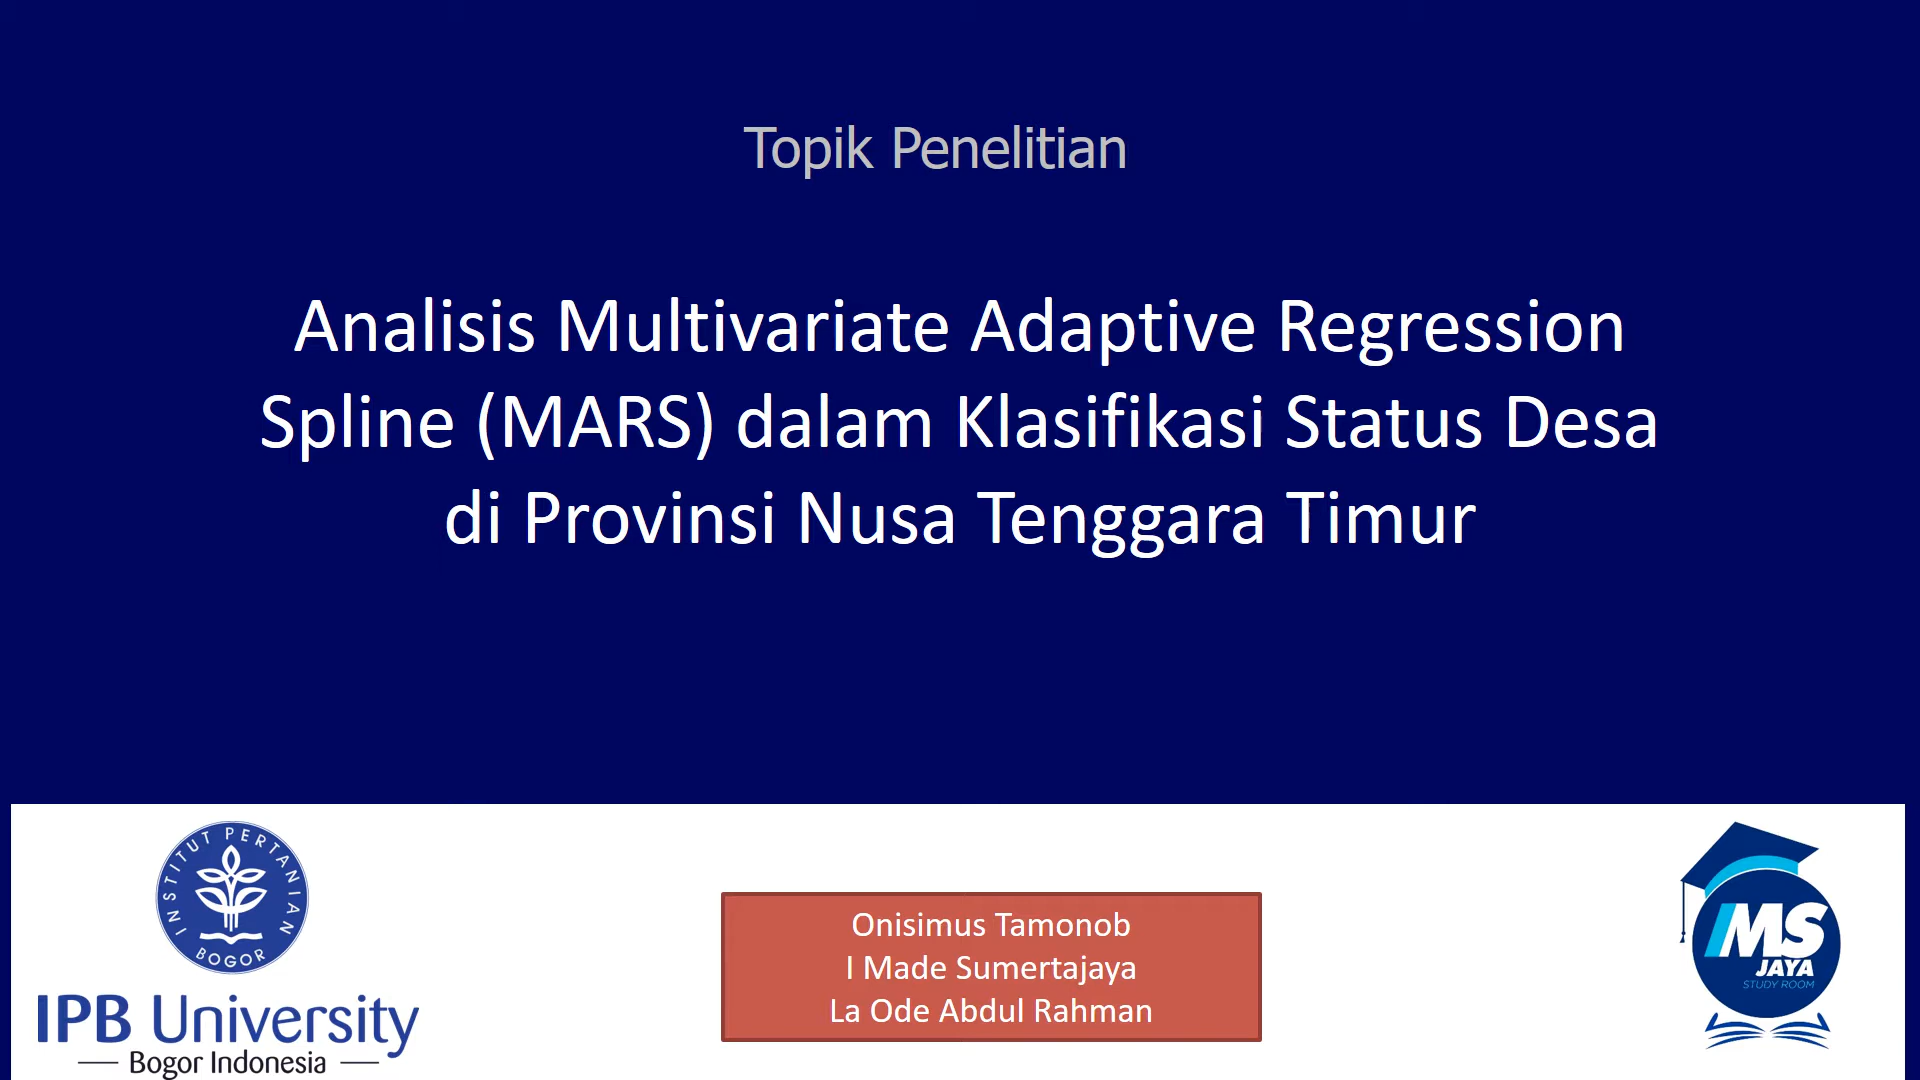 Topik Penelitian
Analisis Multivariate Adaptive Regression
Spline (MARS) dalam Klasifikasi Status Desa
di Provinsi Nusa Tenggara Timur
INSTITUT PERTANIAN
BOGOR
IPB University
Bogor Indonesia
Onisimus Tamonob
I Made Sumertajaya
La Ode Abdul Rahman
IMS
JAYA
STUDY ROOM